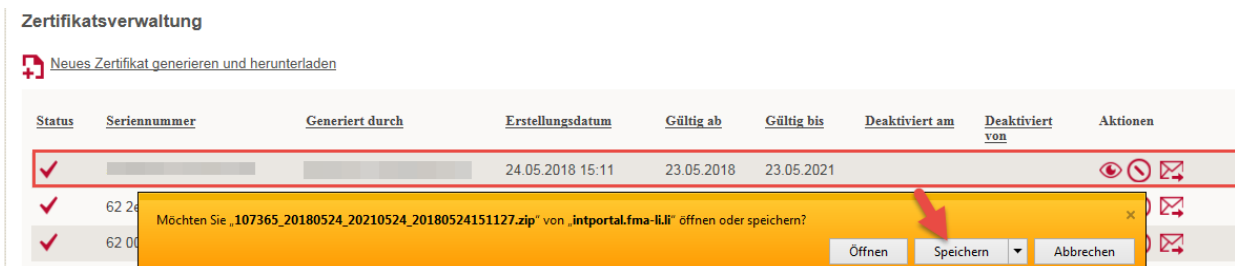 Zertifikatsverwaltung
Neues Zertifikat generieren und herunterladen
Status Seriennummer Generiert durch Erstellungsdatum Gültig ab Gültig bis Deaktiviert am Deaktiviert von Aktionen
24.05.2018 15:11 23.05.2018 23.05.2021
62 2e
Möchten Sie „107365_20180524_20210524_20180524151127.zip“ von „intportal.fma-li.li“ öffnen oder speichern?
62 00
Öffnen Speichern Abbrechen